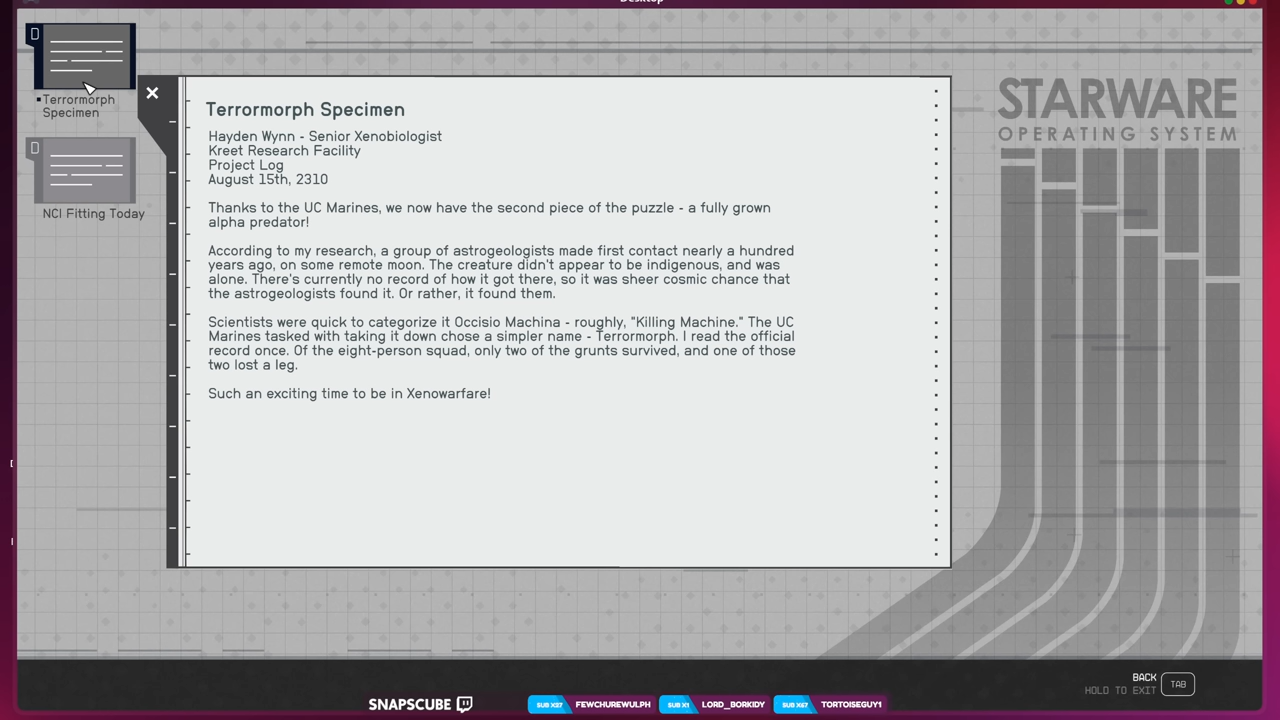 Desktop
D
Terrormorph
Specimen
D
NCI Fitting Today
Terrormorph Specimen
Hayden Wynn - Senior Xenobiologist
Kreet Research Facility
Project Log
August 15th, 2310
Thanks to the UC Marines, we now have the second piece of the puzzle - a fully grown
alpha predator!
According to my research, a group of astrogeologists made first contact nearly a hundred
years ago, on some remote moon. The creature didn't appear to be indigenous, and was
alone. There's currently no record of how it got there, so it was sheer cosmic chance that
the astrogeologists found it. Or rather, it found them.
Scientists were quick to categorize it Occisio Machina - roughly, "Killing Machine." The UC
Marines tasked with taking it down chose a simpler name - Terrormorph. I read the official
record once. Of the eight-person squad, only two of the grunts survived, and one of those
two lost a leg.
Such an exciting time to be in Xenowarfare!
STARWARE
OPERATING SYSTEM
BACK
HOLD TO EXIT
TAB
SNAPSCUBE
SUB X27 FEWCHUREWULPH
SUB X1 LORD_BORKIDY
SUB X67 TORTOISEGUY1